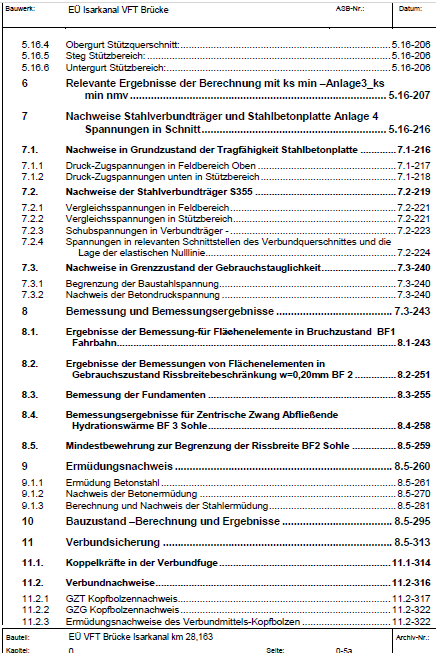 Bauwerk: EÜ Isarkanal VFT Brücke ASB-Nr.: Datum:
5.16.4 Obergurt Stützquerschnitt: 5.16-206
5.16.5 Steg Stützbereich: 5.16-206
5.16.6 Untergurt Stützbereich: 5.16-206
6 Relevante Ergebnisse der Berechnung mit ks min –Anlage3_ks
min nmv 5.16-207
7 Nachweise Stahlverbundträger und Stahlbetonplatte Anlage 4
Spannungen in Schnitt 5.16-216
7.1. Nachweise in Grundzustand der Tragfähigkeit Stahlbetonplatte 7.1-216
7.1.1 Druck-Zugspannungen in Feldbereich Oben 7.1-217
7.1.2 Druck-Zugspannungen unten in Stützbereich 7.1-218
7.2. Nachweise der Stahlverbundträger S355 7.2-219
7.2.1 Vergleichsspannungen in Feldbereich 7.2-221
7.2.2 Vergleichsspannungen in Stützbereich 7.2-221
7.2.3 Schubspannungen in Verbundträger - 7.2-223
7.2.4 Spannungen in relevanten Schnittstellen des Verbundquerschnittes und die
Lage der elastischen Nulllinie 7.2-224
7.3. Nachweise in Grenzzustand der Gebrauchstauglichkeit 7.3-240
7.3.1 Begrenzung der Baustahlspannung 7.3-240
7.3.2 Nachweis der Betondruckspannung 7.3-240
8 Bemessung und Bemessungsergebnisse 7.3-243
8.1. Ergebnisse der Bemessung-für Flächenelemente in Bruchzustand BF1
Fahrbahn 8.1-243
8.2. Ergebnisse der Bemessungen von Flächenelementen in
Gebrauchszustand Rissbreitebeschränkung w=0,20mm BF 2 8.2-251
8.3. Bemessung der Fundamenten 8.3-255
8.4. Bemessungsergebnisse für Zentrische Zwang Abfließende
Hydrationswärme BF 3 Sohle 8.4-258
8.5. Mindestbewehrung zur Begrenzung der Rissbreite BF2 Sohle 8.5-259
9 Ermüdungsnachweis 8.5-260
9.1.1 Ermüdung Betonstahl 8.5-261
9.1.2 Nachweis der Betonermüdung 8.5-270
9.1.3 Berechnung und Nachweis der Stahlermüdung 8.5-281
10 Bauzustand –Berechnung und Ergebnisse 8.5-295
11 Verbundsicherung 8.5-313
11.1. Koppelkräfte in der Verbundfuge 11.1-314
11.2. Verbundnachweise 11.2-316
11.2.1 GZT Kopfbolzennachweis 11.2-317
11.2.2 GZG Kopfbolzennachweis 11.2-322
11.2.3 Ermüdungsnachweise des Verbundmittels-Kopfbolzen 11.2-322
Bauteil: EÜ VFT Brücke Isarkanal km 28,163 Archiv-Nr.:
Kapitel: 0 Seite: 0-5a